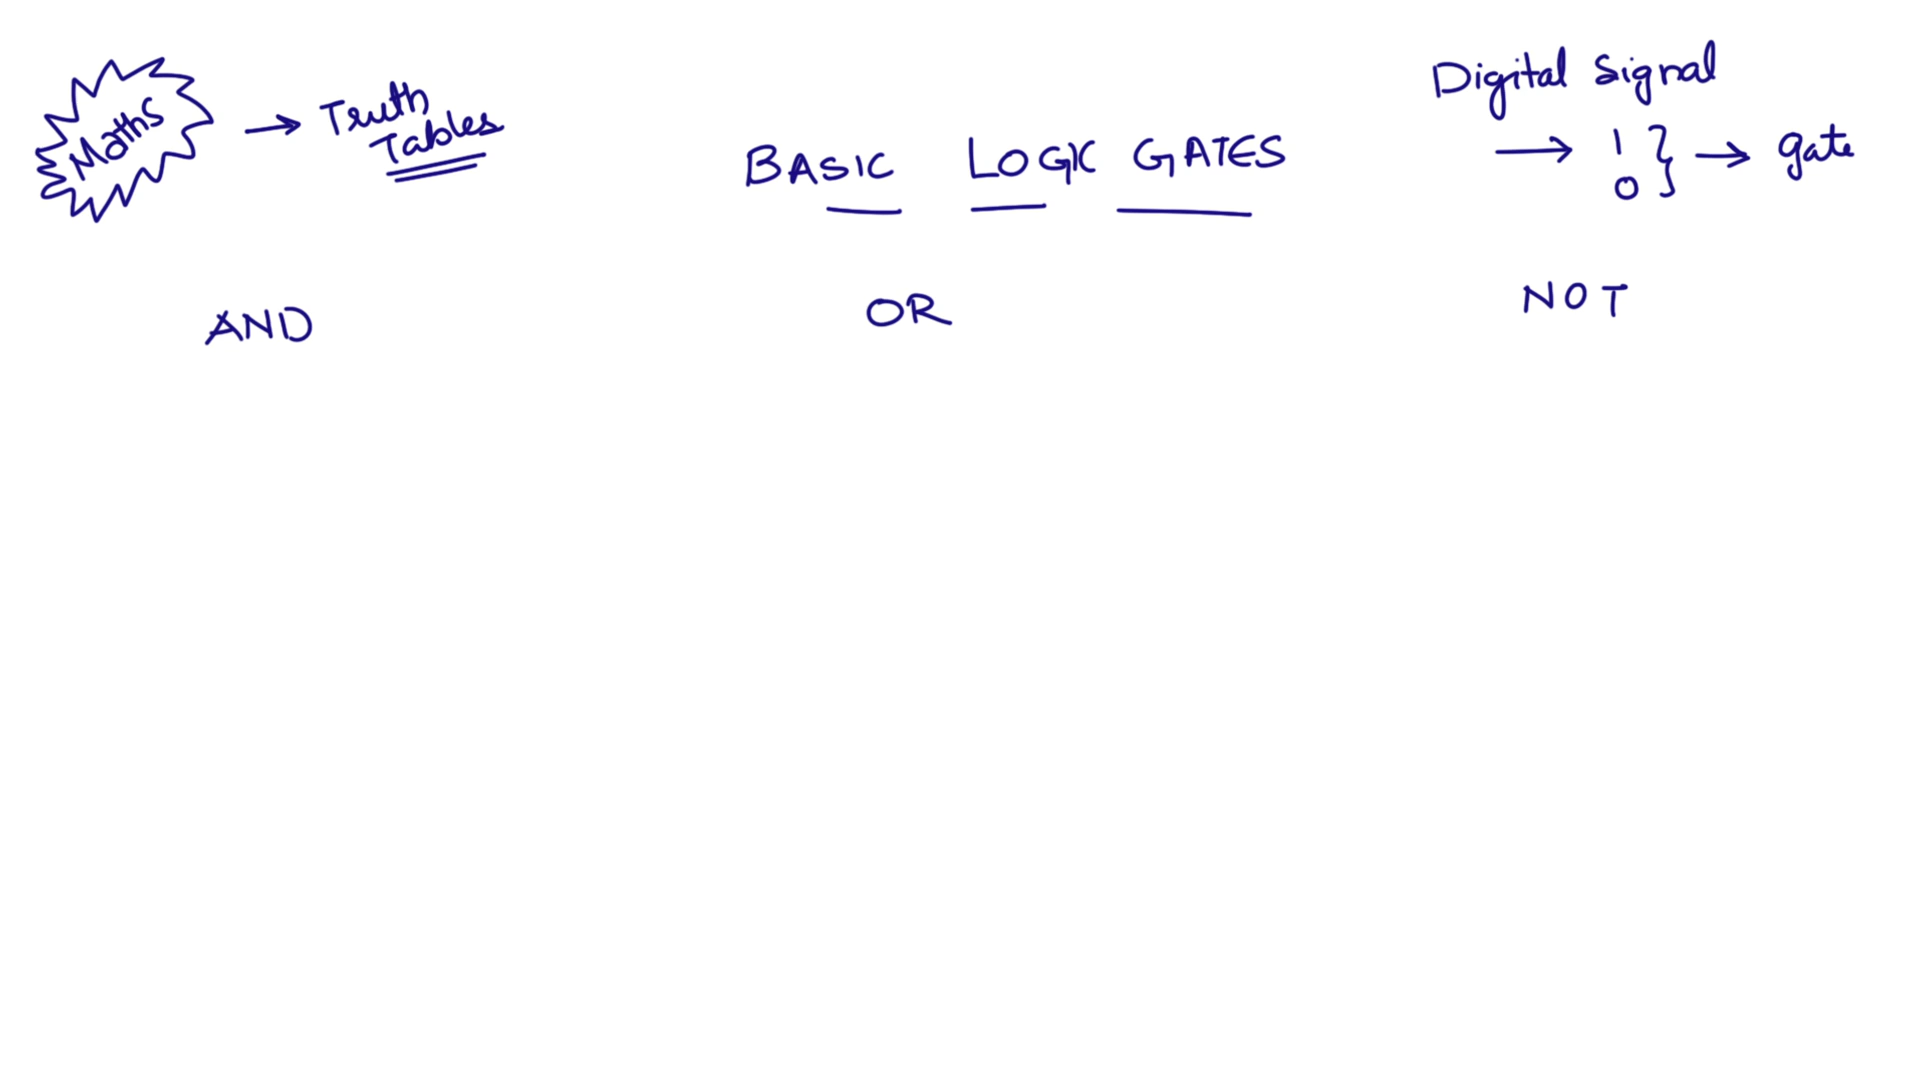 Maths → Truth
Tables
BASIC LOGIC GATES
Digital Signal
→ 1
0 } → gate
AND
OR
NOT